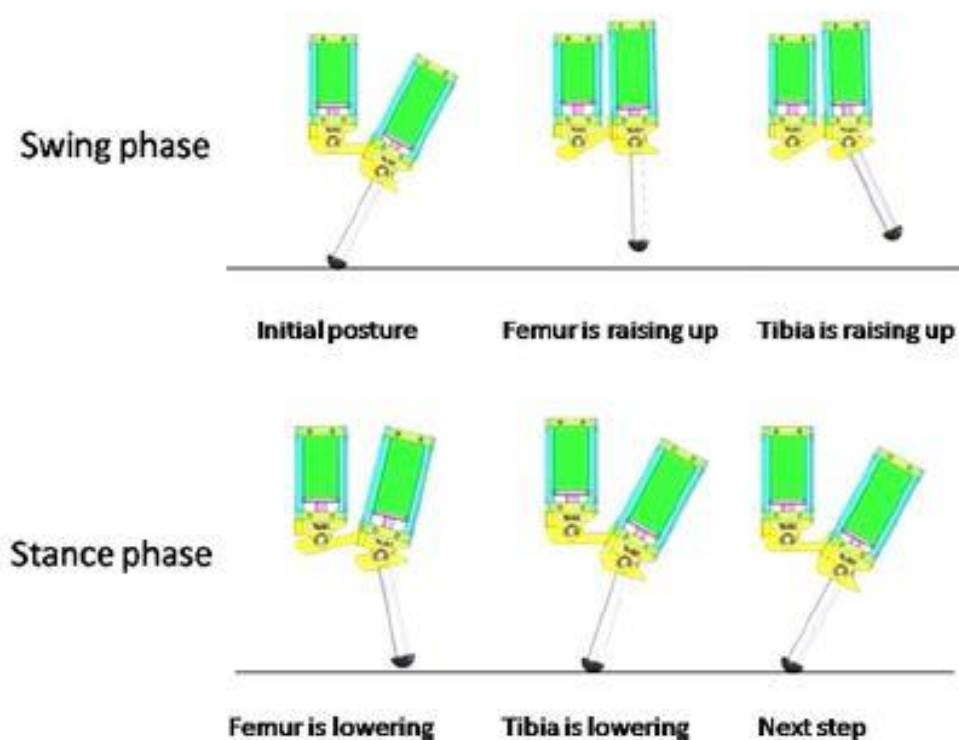 Swing phase
Initial posture
Femur is raising up
Tibia is raising up
Stance phase
Femur is lowering
Tibia is lowering
Next step